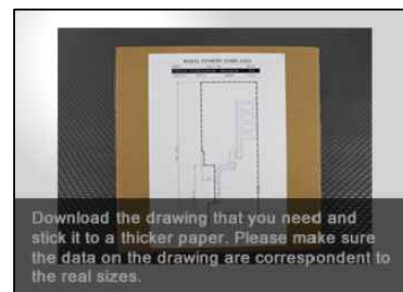 Download the drawing that you need and
stick it to a thicker paper. Please make sure
the data on the drawing are correspondent to
the real sizes.